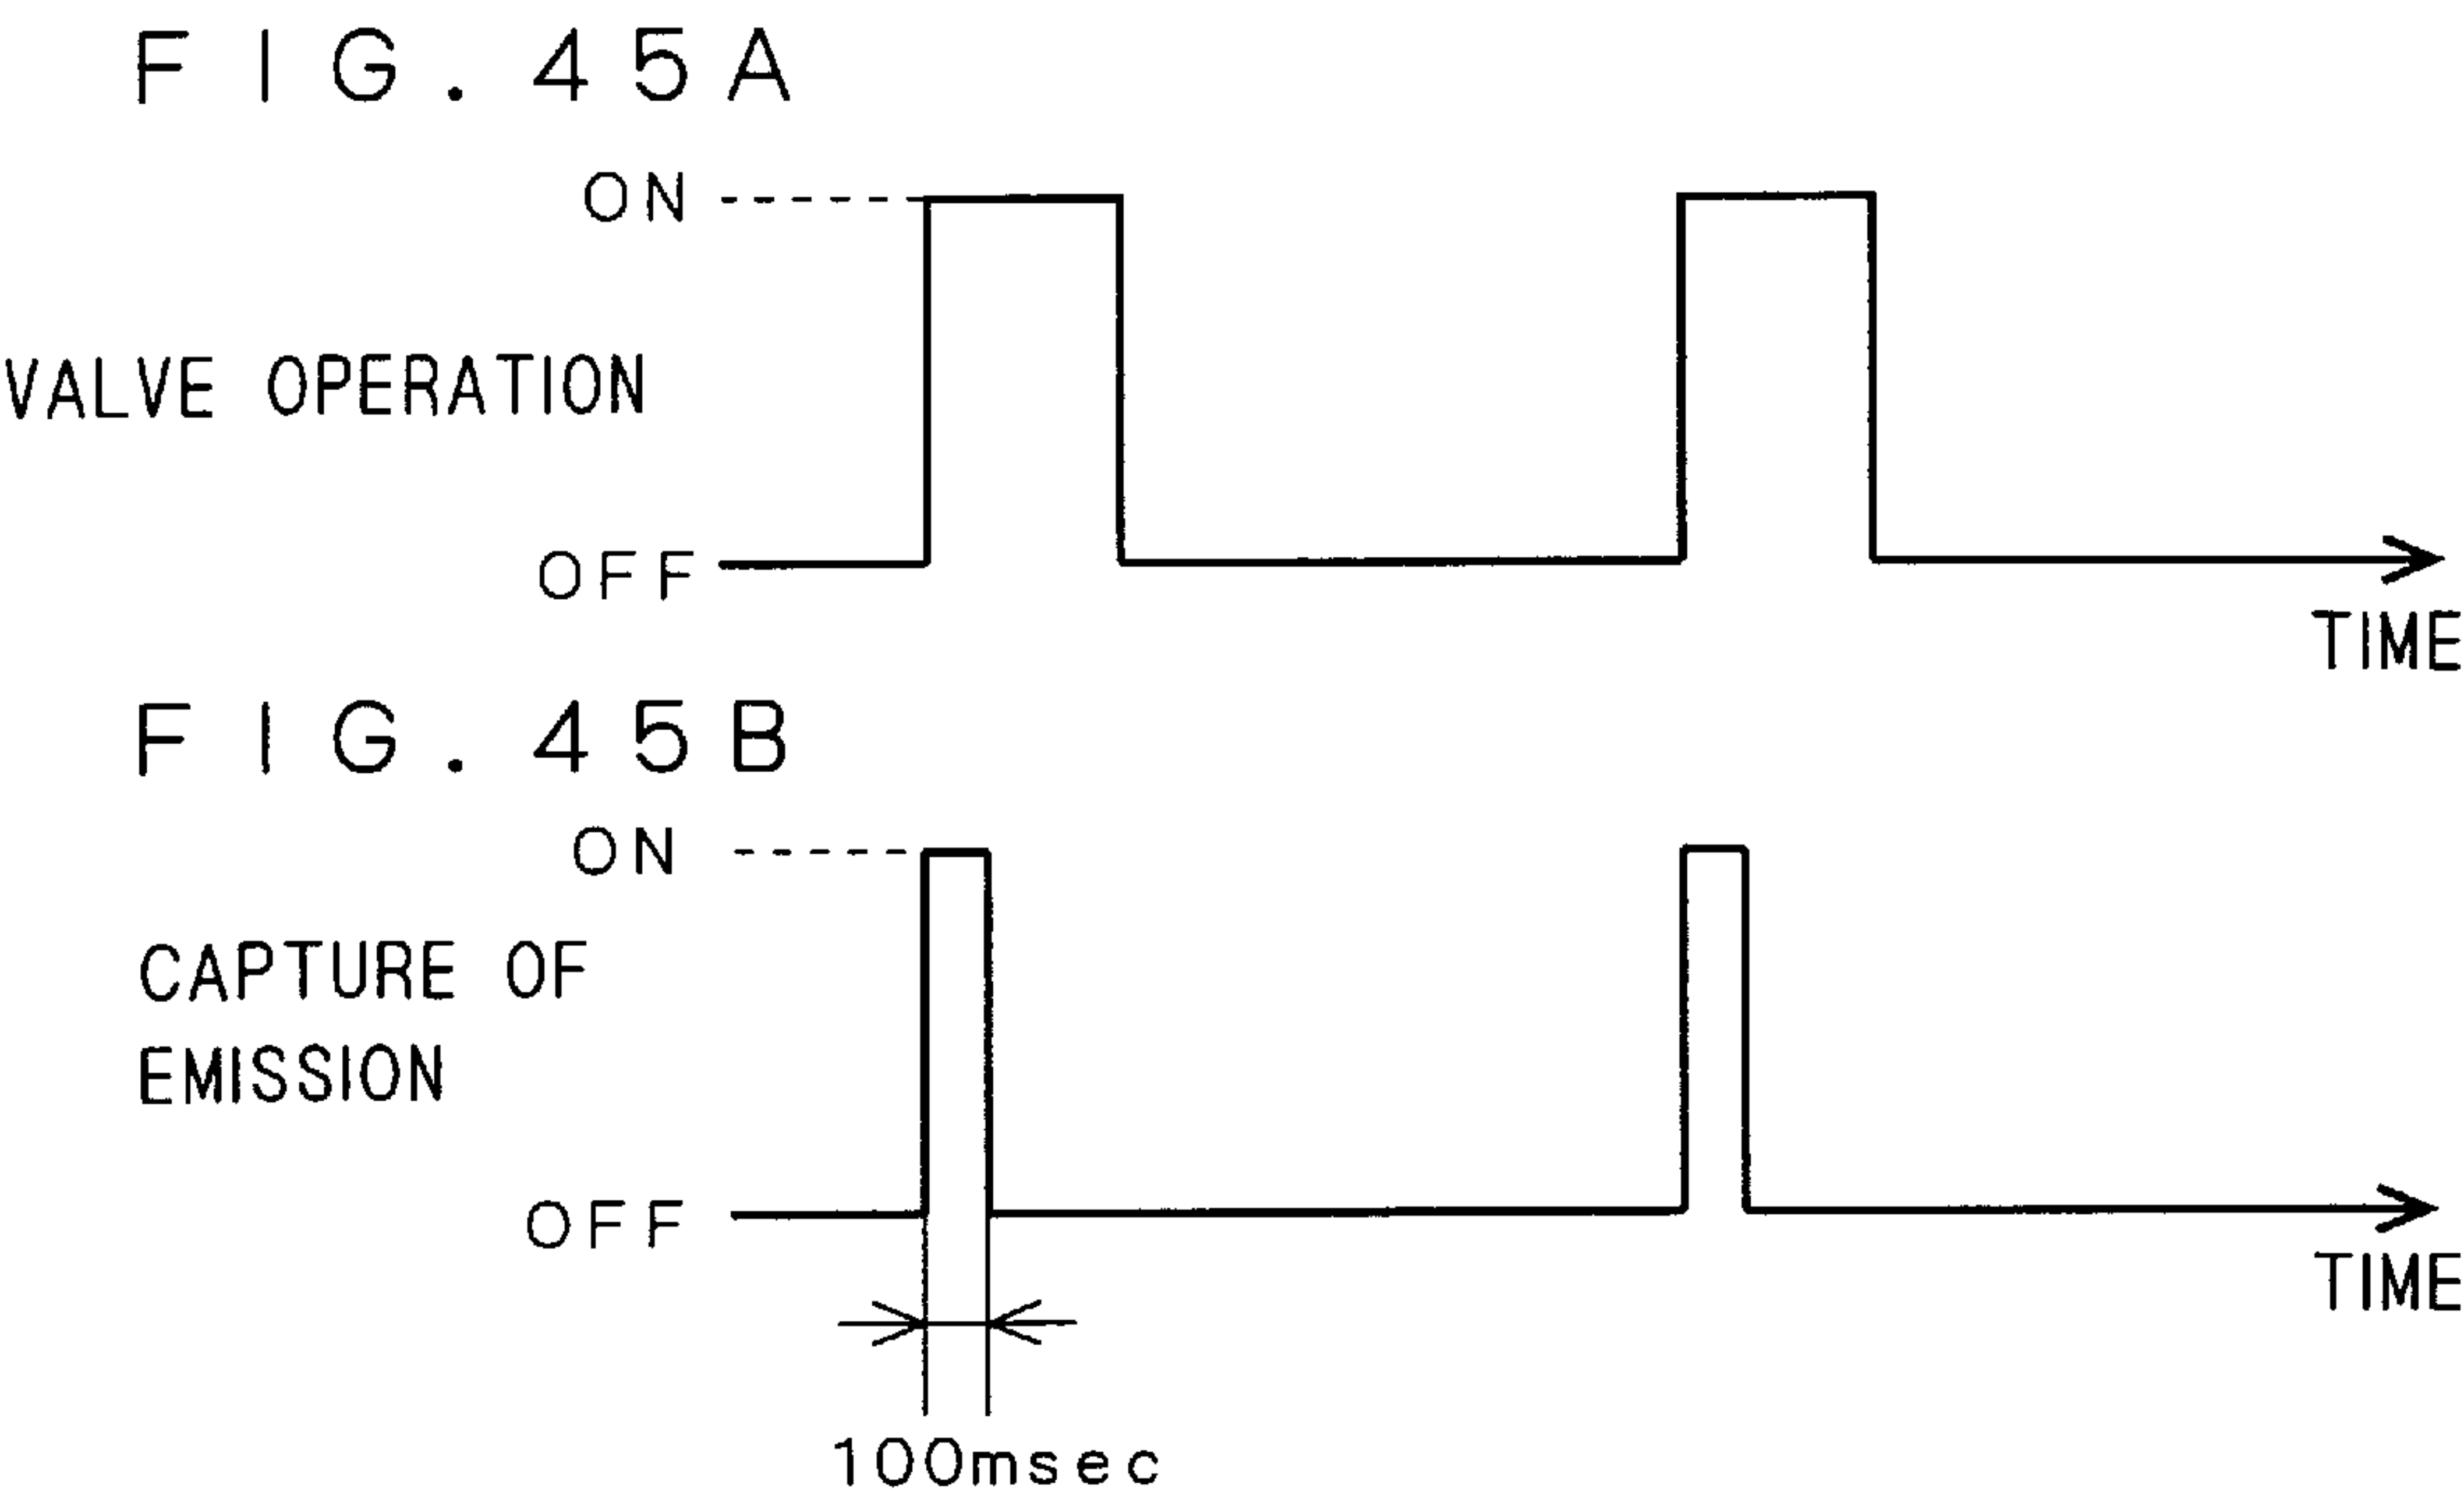 FIG.45A
ON
VALVE OPERATION
OFF
TIME
FIG.45B
ON
CAPTURE OF
EMISSION
OFF
TIME
100msec